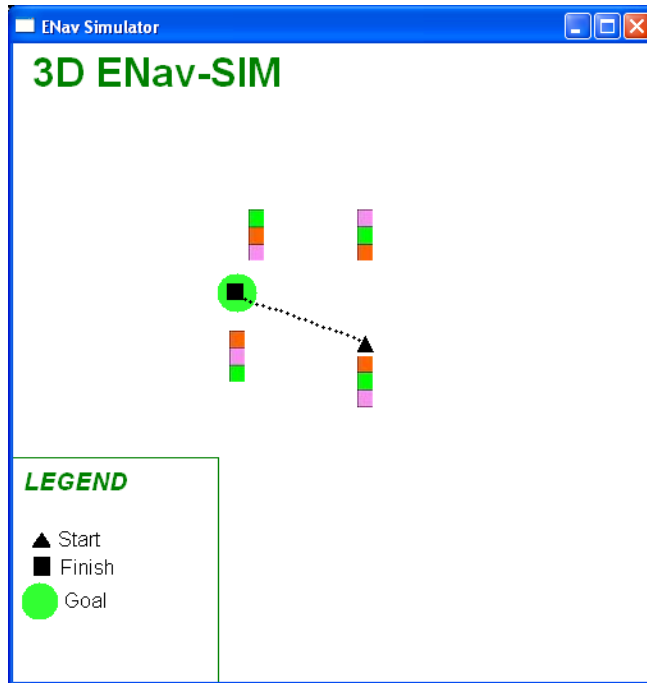 ENav Simulator
3D ENav-SIM
LEGEND
Start
Finish
Goal